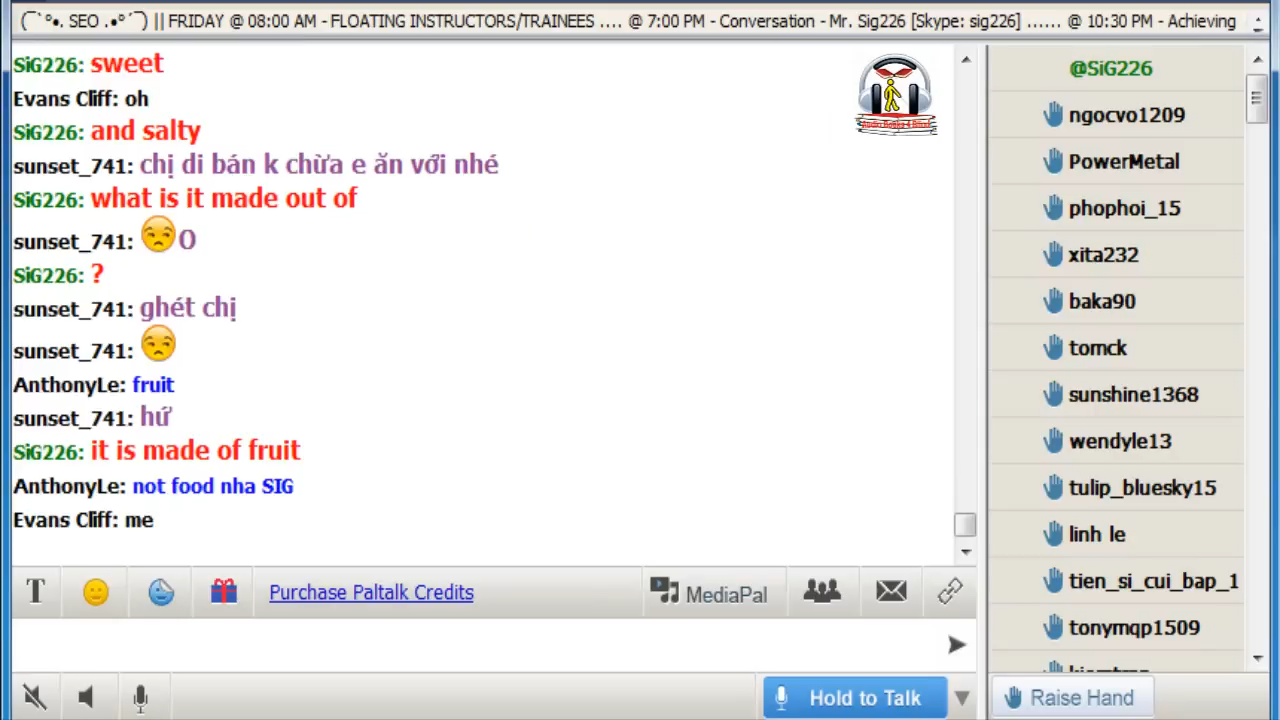 (¯`°•. SEO .•°´¯) || FRIDAY @ 08:00 AM - FLOATING INSTRUCTORS/TRAINEES .... @ 7:00 PM - Conversation - Mr. Sig226 [Skype: sig226] ...... @ 10:30 PM - Achieving
SiG226: sweet
Evans Cliff: oh
SiG226: and salty
sunset_741: chị di bán k chừa e ăn với nhé
SiG226: what is it made out of
sunset_741: O
SiG226: ?
sunset_741: ghét chị
sunset_741:
AnthonyLe: fruit
sunset_741: hứ
SiG226: it is made of fruit
AnthonyLe: not food nha SIG
Evans Cliff: me
T
Purchase Paltalk Credits
MediaPal
Hold to Talk
@SiG226
ngocvo1209
PowerMetal
phophoi_15
xita232
baka90
tomck
sunshine1368
wendyle13
tulip_bluesky15
linh le
tien_si_cui_bap_1
tonymqp1509
Raise Hand